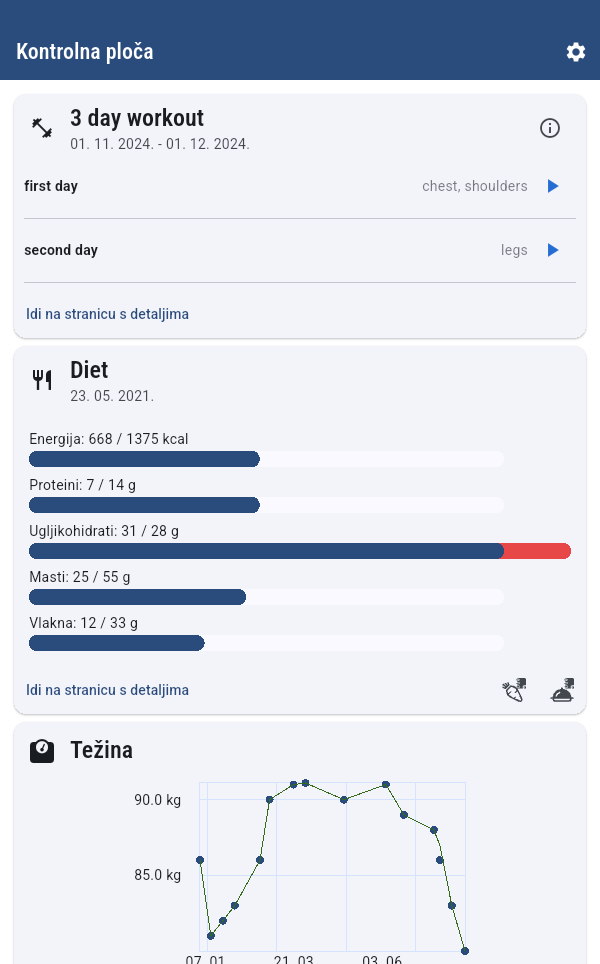 Kontrolna ploča
3 day workout
01. 11. 2024. - 01. 12. 2024.
first day chest, shoulders
second day legs
Idi na stranicu s detaljima
Diet
23. 05. 2021.
Energija: 668 / 1375 kcal
Proteini: 7 / 14 g
Ugljikohidrati: 31 / 28 g
Masti: 25 / 55 g
Vlakna: 12 / 33 g
Idi na stranicu s detaljima
Težina
90.0 kg
85.0 kg
07. 01 21. 03 03. 06